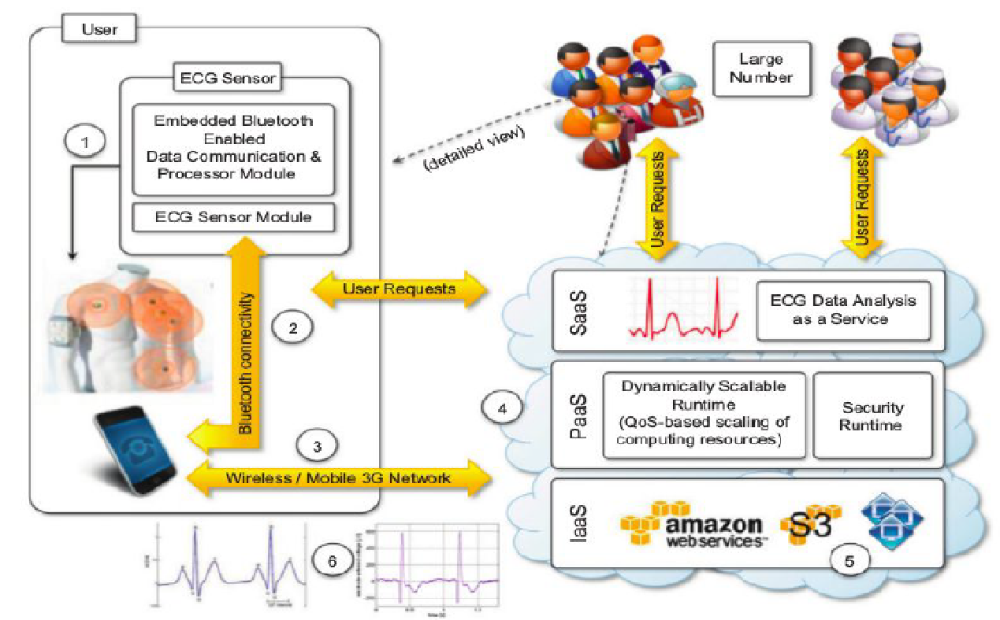 User
ECG Sensor
Embedded Bluetooth
Enabled
Data Communication &
Processor Module
ECG Sensor Module
1
Bluetooth connectivity
2
3
Wireless / Mobile 3G Network
User Requests
(detailed view)
Large
Number
User Requests
User Requests
SaaS
ECG Data Analysis
as a Service
4
PaaS
Dynamically Scalable
Runtime
(QoS-based scaling of
computing resources)
Security
Runtime
IaaS
amazon
webservices™
S3
5
6